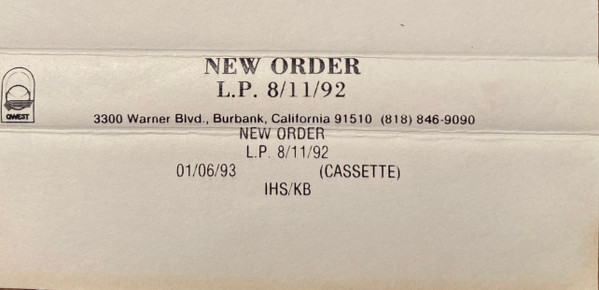 NEW ORDER
L.P. 8/11/92
QWEST
3300 Warner Blvd., Burbank, California 91510 (818) 846-9090
NEW ORDER
L.P. 8/11/92
01/06/93 (CASSETTE)
IHS/KB